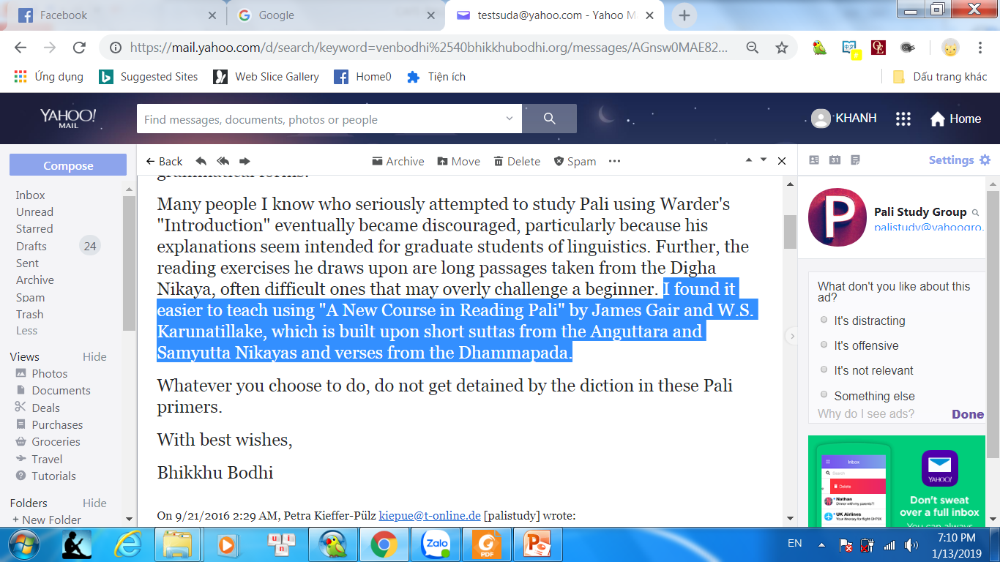 Facebook
Google
testsuda@yahoo.com - Yahoo M
https://mail.yahoo.com/d/search/keyword=venbodhi%2540bhikkhubodhi.org/messages/AGnsw0MAE82...
Ứng dụng
Suggested Sites
Web Slice Gallery
Home0
Tiện ích
Dấu trang khác
YAHOO!
MAIL
Find messages, documents, photos or people
KHANH
Home
Compose
Back
Archive
Move
Delete
Spam
Settings
Inbox
Unread
Starred
Drafts 24
Sent
Archive
Spam
Trash
Less
Views Hide
Photos
Documents
Deals
Purchases
Groceries
Travel
Tutorials
Folders Hide
+ New Folder
grammatical forms.
Many people I know who seriously attempted to study Pali using Warder's
"Introduction" eventually became discouraged, particularly because his
explanations seem intended for graduate students of linguistics. Further, the
reading exercises he draws upon are long passages taken from the Digha
Nikaya, often difficult ones that may overly challenge a beginner. I found it
easier to teach using "A New Course in Reading Pali" by James Gair and W.S.
Karunatillake, which is built upon short suttas from the Anguttara and
Samyutta Nikayas and verses from the Dhammapada.
Whatever you choose to do, do not get detained by the diction in these Pali
primers.
With best wishes,
Bhikkhu Bodhi
On 9/21/2016 2:29 AM, Petra Kieffer-Pülz kiepue@t-online.de [palistudy] wrote:
P
Pali Study Group
palistudy@yahoogro.
What don't you like about this
ad?
It's distracting
It's offensive
It's not relevant
Something else
Why do I see ads?
Done
Inbox
Search
Delete
Nathan
Dinner with my parents?!
UK Airlines
Your itinerary for flight GH79X
YAHOO!
Don't sweat
over a full inbox
You can always
Zalo
PDF
EN
7:10 PM
1/13/2019